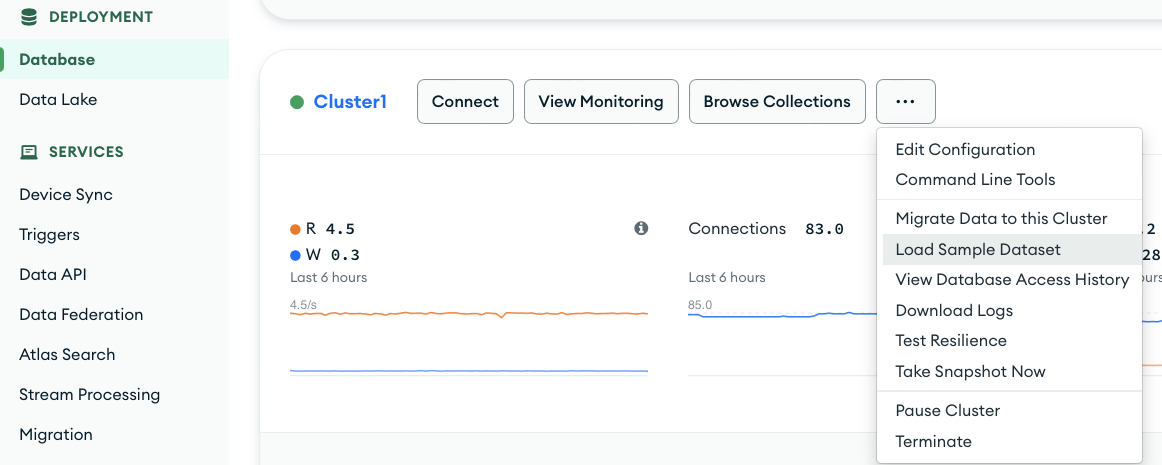 DEPLOYMENT
Database
Data Lake
SERVICES
Device Sync
Triggers
Data API
Data Federation
Atlas Search
Stream Processing
Migration
Cluster1 Connect View Monitoring Browse Collections ...
Edit Configuration
Command Line Tools
Migrate Data to this Cluster
Load Sample Dataset
View Database Access History
Download Logs
Test Resilience
Take Snapshot Now
Pause Cluster
Terminate
R 4.5
W 0.3
Last 6 hours
4.5/s
Connections 83.0
Last 6 hours
85.0